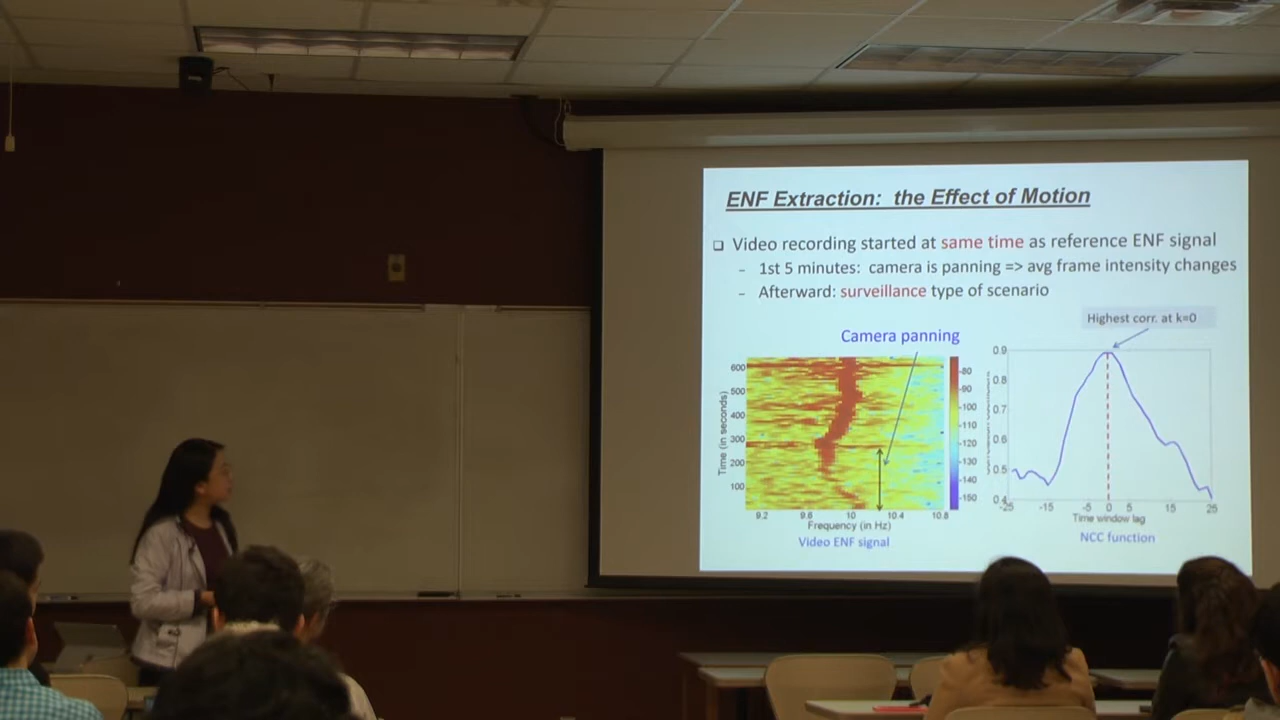 ENF Extraction: the Effect of Motion
❑ Video recording started at same time as reference ENF signal
- 1st 5 minutes: camera is panning => avg frame intensity changes
- Afterward: surveillance type of scenario
Camera panning
600
500
400
300
200
100
Time (in seconds)
9.2 9.6 10 10.4 10.8
Frequency (in Hz)
Video ENF signal
-80
-90
-100
-110
-120
-130
-140
-150
Highest corr. at k=0
0.9
0.8
0.7
0.6
0.5
0.4
-25 -15 -5 0 5 15 25
Time window lag
NCC function